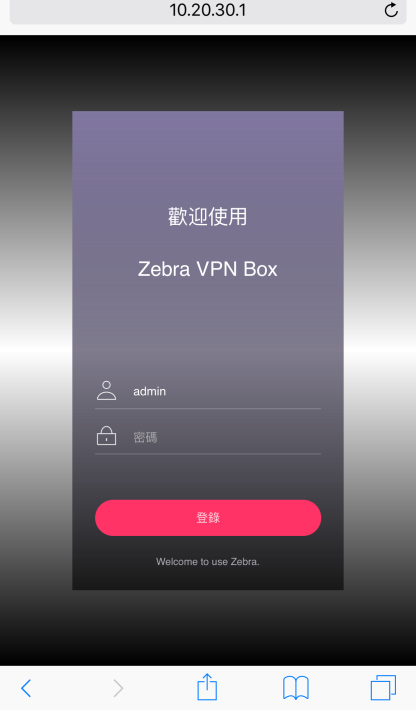 10.20.30.1
歡迎使用
Zebra VPN Box
admin
密碼
登錄
Welcome to use Zebra.